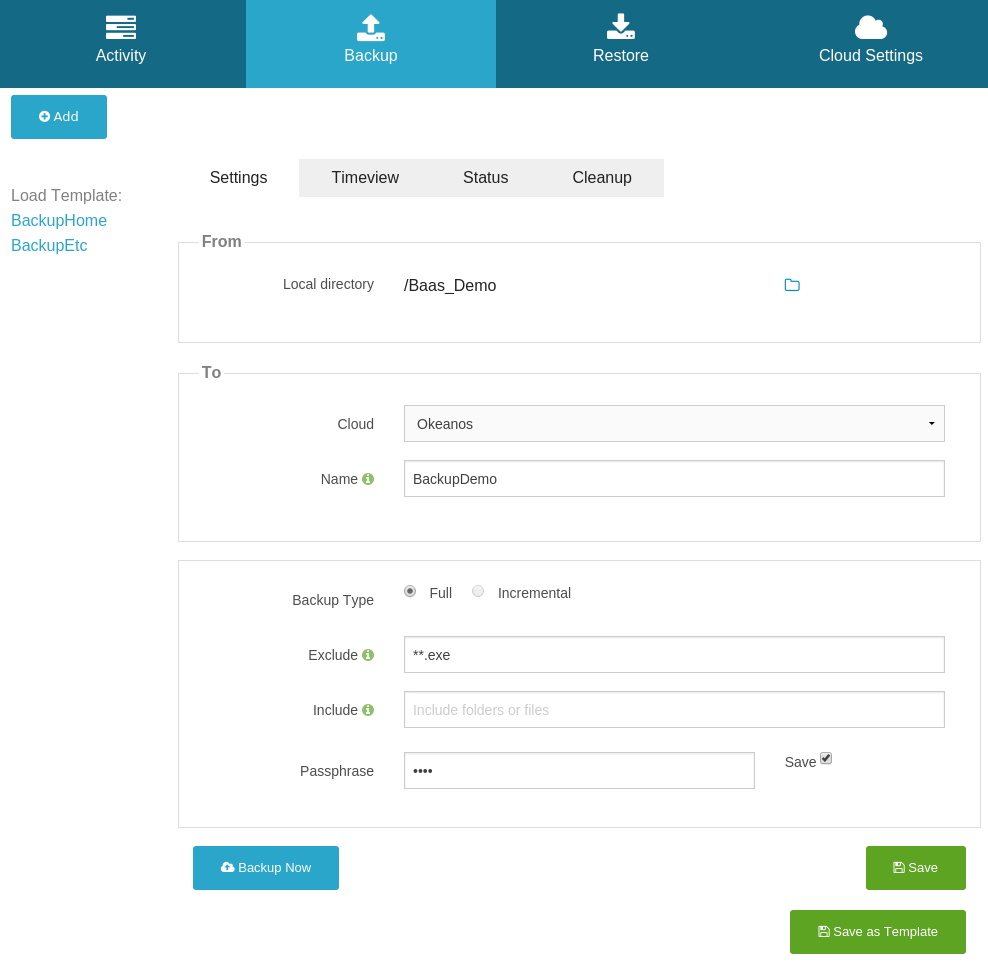 Activity
Backup
Restore
Cloud Settings
Add
Settings
Timeview
Status
Cleanup
Load Template:
BackupHome
BackupEtc
From
Local directory
/Baas_Demo
To
Cloud
Okeanos
Name
BackupDemo
Backup Type
Full
Incremental
Exclude
**.exe
Include
Include folders or files
Passphrase
••••
Save
Backup Now
Save
Save as Template